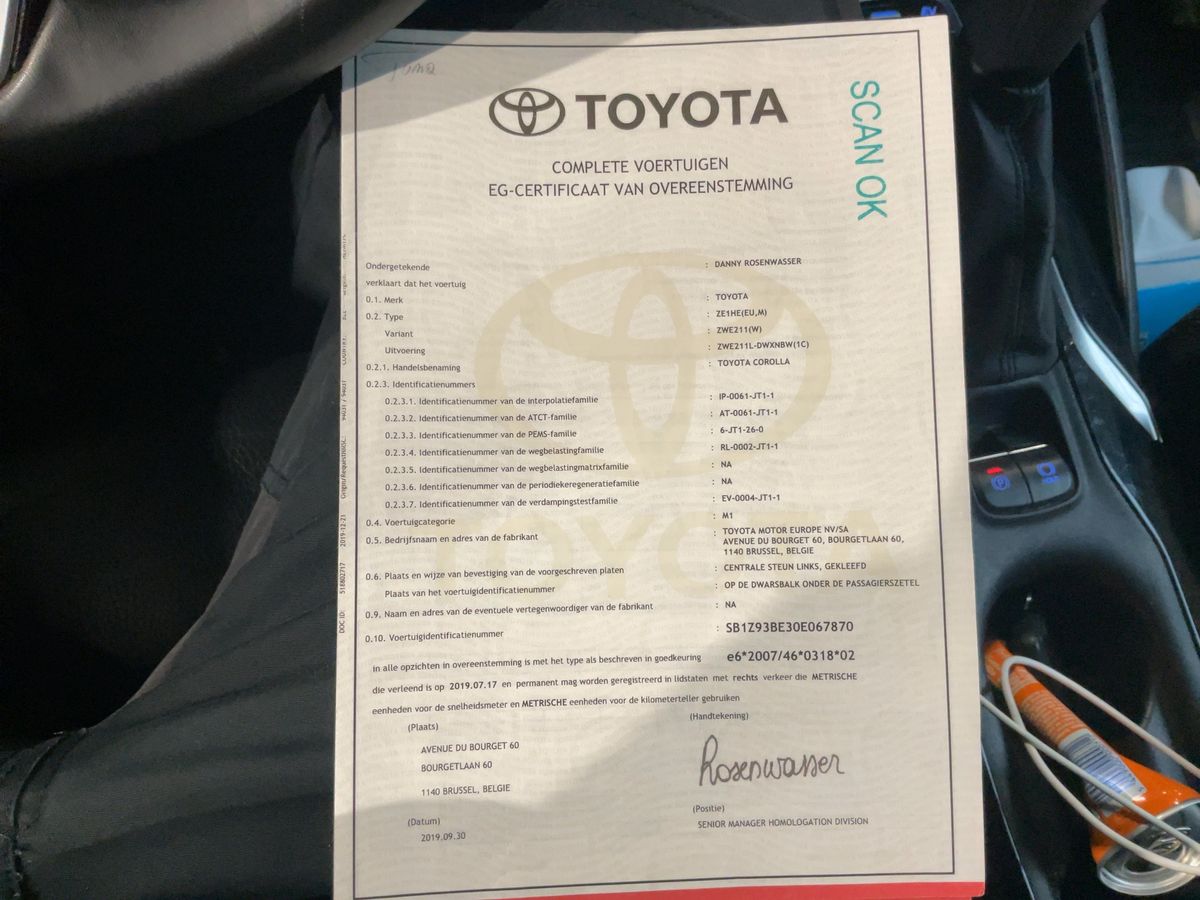 TOYOTA
SCAN OK
COMPLETE VOERTUIGEN
EG-CERTIFICAAT VAN OVEREENSTEMMING
Ondergetekende : DANNY ROSENWASSER
verklaart dat het voertuig
0.1. Merk : TOYOTA
0.2. Type : ZE1HE(EU,M)
Variant : ZWE211(W)
Uitvoering : ZWE211L-DWXNBW(1C)
0.2.1. Handelsbenaming : TOYOTA COROLLA
0.2.3. Identificatienummers
0.2.3.1. Identificatienummer van de interpolatiefamilie : IP-0061-JT1-1
0.2.3.2. Identificatienummer van de ATCT-familie : AT-0061-JT1-1
0.2.3.3. Identificatienummer van de PEMS-familie : 6-JT1-26-0
0.2.3.4. Identificatienummer van de wegbelastingfamilie : RL-0002-JT1-1
0.2.3.5. Identificatienummer van de wegbelastingmatrixfamilie : NA
0.2.3.6. Identificatienummer van de periodiekeregeneratiefamilie : NA
0.2.3.7. Identificatienummer van de verdampingstestfamilie : EV-0004-JT1-1
0.4. Voertuigcategorie : M1
0.5. Bedrijfsnaam en adres van de fabrikant : TOYOTA MOTOR EUROPE NV/SA
AVENUE DU BOURGET 60, BOURGETLAAN 60,
1140 BRUSSEL, BELGIE
0.6. Plaats en wijze van bevestiging van de voorgeschreven platen : CENTRALE STEUN LINKS, GEKLEEFD
Plaats van het voertuigidentificatienummer : OP DE DWARSBALK ONDER DE PASSAGIERSZETEL
0.9. Naam en adres van de eventuele vertegenwoordiger van de fabrikant : NA
0.10. Voertuigidentificatienummer : SB1Z93BE30E067870
in alle opzichten in overeenstemming is met het type als beschreven in goedkeuring e6*2007/46*0318*02
die verleend is op 2019.07.17 en permanent mag worden geregistreerd in lidstaten met rechts verkeer die METRISCHE
eenheden voor de snelheidsmeter en METRISCHE eenheden voor de kilometerteller gebruiken
(Plaats) (Handtekening)
AVENUE DU BOURGET 60
BOURGETLAAN 60
1140 BRUSSEL, BELGIE
Rosenwasser
(Datum) (Positie)
2019.09.30 SENIOR MANAGER HOMOLOGATION DIVISION
DOC ID: 518802717 2019-12-21
TOYOTA